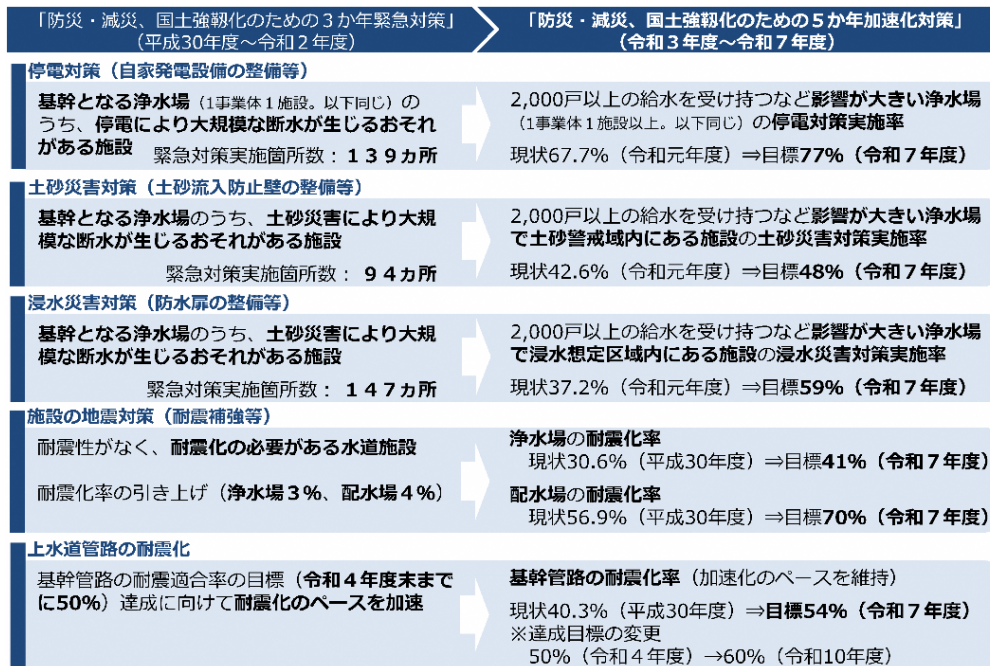 「防災・減災、国土強靱化のための３か年緊急対策」
（平成30年度～令和２年度）
「防災・減災、国土強靱化のための５か年加速化対策」
（令和３年度～令和７年度）
停電対策（自家発電設備の整備等）
基幹となる浄水場（1事業体１施設。以下同じ）の
うち、停電により大規模な断水が生じるおそれ
がある施設
緊急対策実施箇所数：１３９ヵ所
2,000戸以上の給水を受け持つなど影響が大きい浄水場
（1事業体１施設以上。以下同じ）の停電対策実施率
現状67.7%（令和元年度）⇒目標77%（令和７年度）
土砂災害対策（土砂流入防止壁の整備等）
基幹となる浄水場のうち、土砂災害により大規
模な断水が生じるおそれがある施設
緊急対策実施箇所数：９４ヵ所
2,000戸以上の給水を受け持つなど影響が大きい浄水場
で土砂警戒域内にある施設の土砂災害対策実施率
現状42.6%（令和元年度）⇒目標48%（令和７年度）
浸水災害対策（防水扉の整備等）
基幹となる浄水場のうち、土砂災害により大規
模な断水が生じるおそれがある施設
緊急対策実施箇所数：１４７ヵ所
2,000戸以上の給水を受け持つなど影響が大きい浄水場
で浸水想定区域内にある施設の浸水災害対策実施率
現状37.2%（令和元年度）⇒目標59%（令和７年度）
施設の地震対策（耐震補強等）
耐震性がなく、耐震化の必要がある水道施設
耐震化率の引き上げ（浄水場３%、配水場４%）
浄水場の耐震化率
現状30.6%（平成30年度）⇒目標41%（令和７年度）
配水場の耐震化率
現状56.9%（平成30年度）⇒目標70%（令和７年度）
上水道管路の耐震化
基幹管路の耐震適合率の目標（令和４年度末まで
に50%）達成に向けて耐震化のペースを加速
基幹管路の耐震化率（加速化のペースを維持）
現状40.3%（平成30年度）⇒目標54%（令和７年度）
※達成目標の変更
50%（令和４年度）→60%（令和10年度）